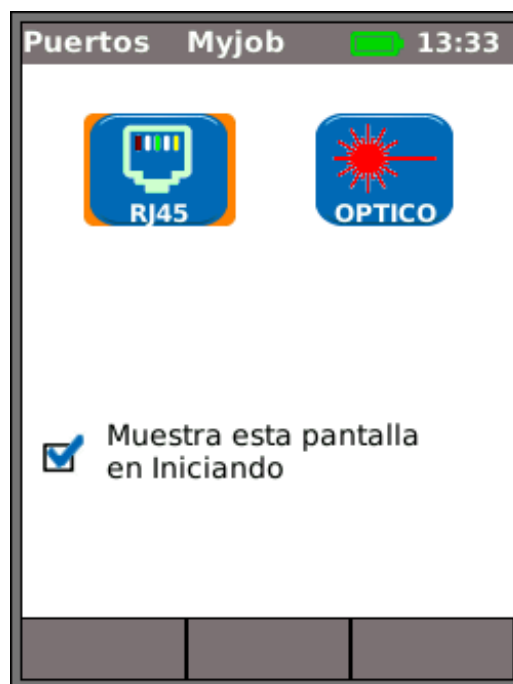 Puertos Myjob 13:33
RJ45 OPTICO
Muestra esta pantalla
en Iniciando